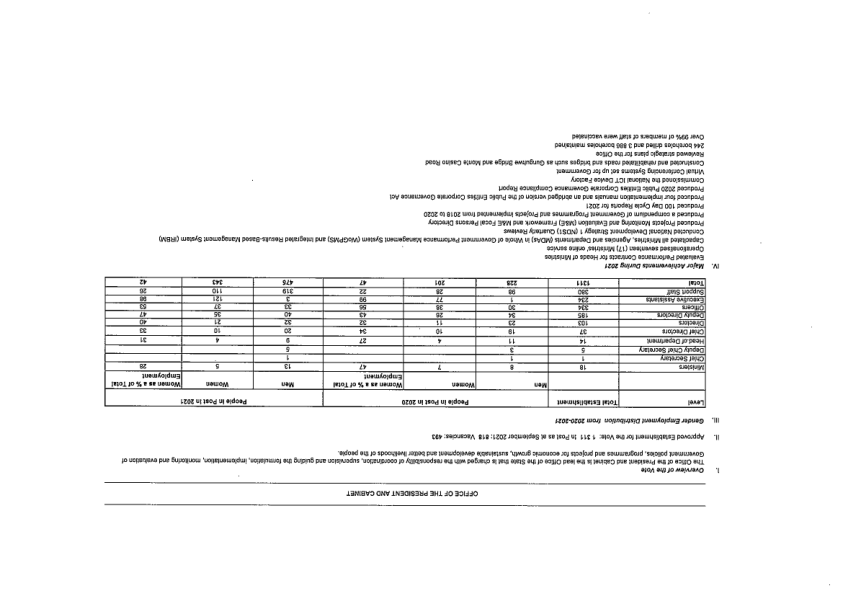 OFFICE OF THE PRESIDENT AND CABINET
I. Overview of the Vote
The Office of the President and Cabinet is the lead Office of the State that is charged with the responsibility of coordination, supervision and guiding the formulation, implementation, monitoring and evaluation of
Government policies, programmes and projects for economic growth, sustainable development and better livelihoods of the people.
II. Approved Establishment for the Vote: 1 311 In Post as at September 2021: 818 Vacancies: 493
III. Gender Employment Distribution from 2020-2021
Level Total Establishment People in Post in 2020 People in Post in 2021
Men Women Women as a % of Total Employment Men Women Women as a % of Total Employment
Ministers 18 8 7 47 13 5 28
Chief Secretary 1 1 1
Deputy Chief Secretary 5 3 5
Head of Department 14 11 4 27 9 4 31
Chief Directors 37 19 10 34 20 10 33
Directors 103 23 11 32 32 21 40
Deputy Directors 185 34 26 43 40 35 47
Officers 334 30 38 56 33 37 53
Executive Assistants 234 1 77 99 3 121 98
Support Staff 380 98 28 22 319 110 26
Total 1311 228 201 47 475 343 42
IV. Major Achievements During 2021
Evaluated Performance Contracts for Heads of Ministries
Operationalised seventeen (17) Ministries' online service
Capacitated all Ministries, Agencies and Departments (MDAs) in Whole of Government Performance Management System (WoGPMS) and Integrated Results-Based Management System (IRBM)
Conducted National Development Strategy 1 (NDS1) Quarterly Reviews
Produced Projects Monitoring and Evaluation (M&E) Framework and M&E Focal Persons Directory
Produced a compendium of Government Programmes and Projects implemented from 2018 to 2020
Produced 100 Day Cycle Reports for 2021
Produced four implementation manuals and an abridged version of the Public Entities Corporate Governance Act
Produced 2020 Public Entities Corporate Governance Compliance Report
Commissioned the National ICT Device Factory
Virtual Conferencing Systems set up for Government
Constructed and rehabilitated roads and bridges such as Gunguhwe Bridge and Monte Casino Road
Reviewed strategic plans for the Office
244 boreholes drilled and 3 886 boreholes maintained
Over 99% of members of staff were vaccinated